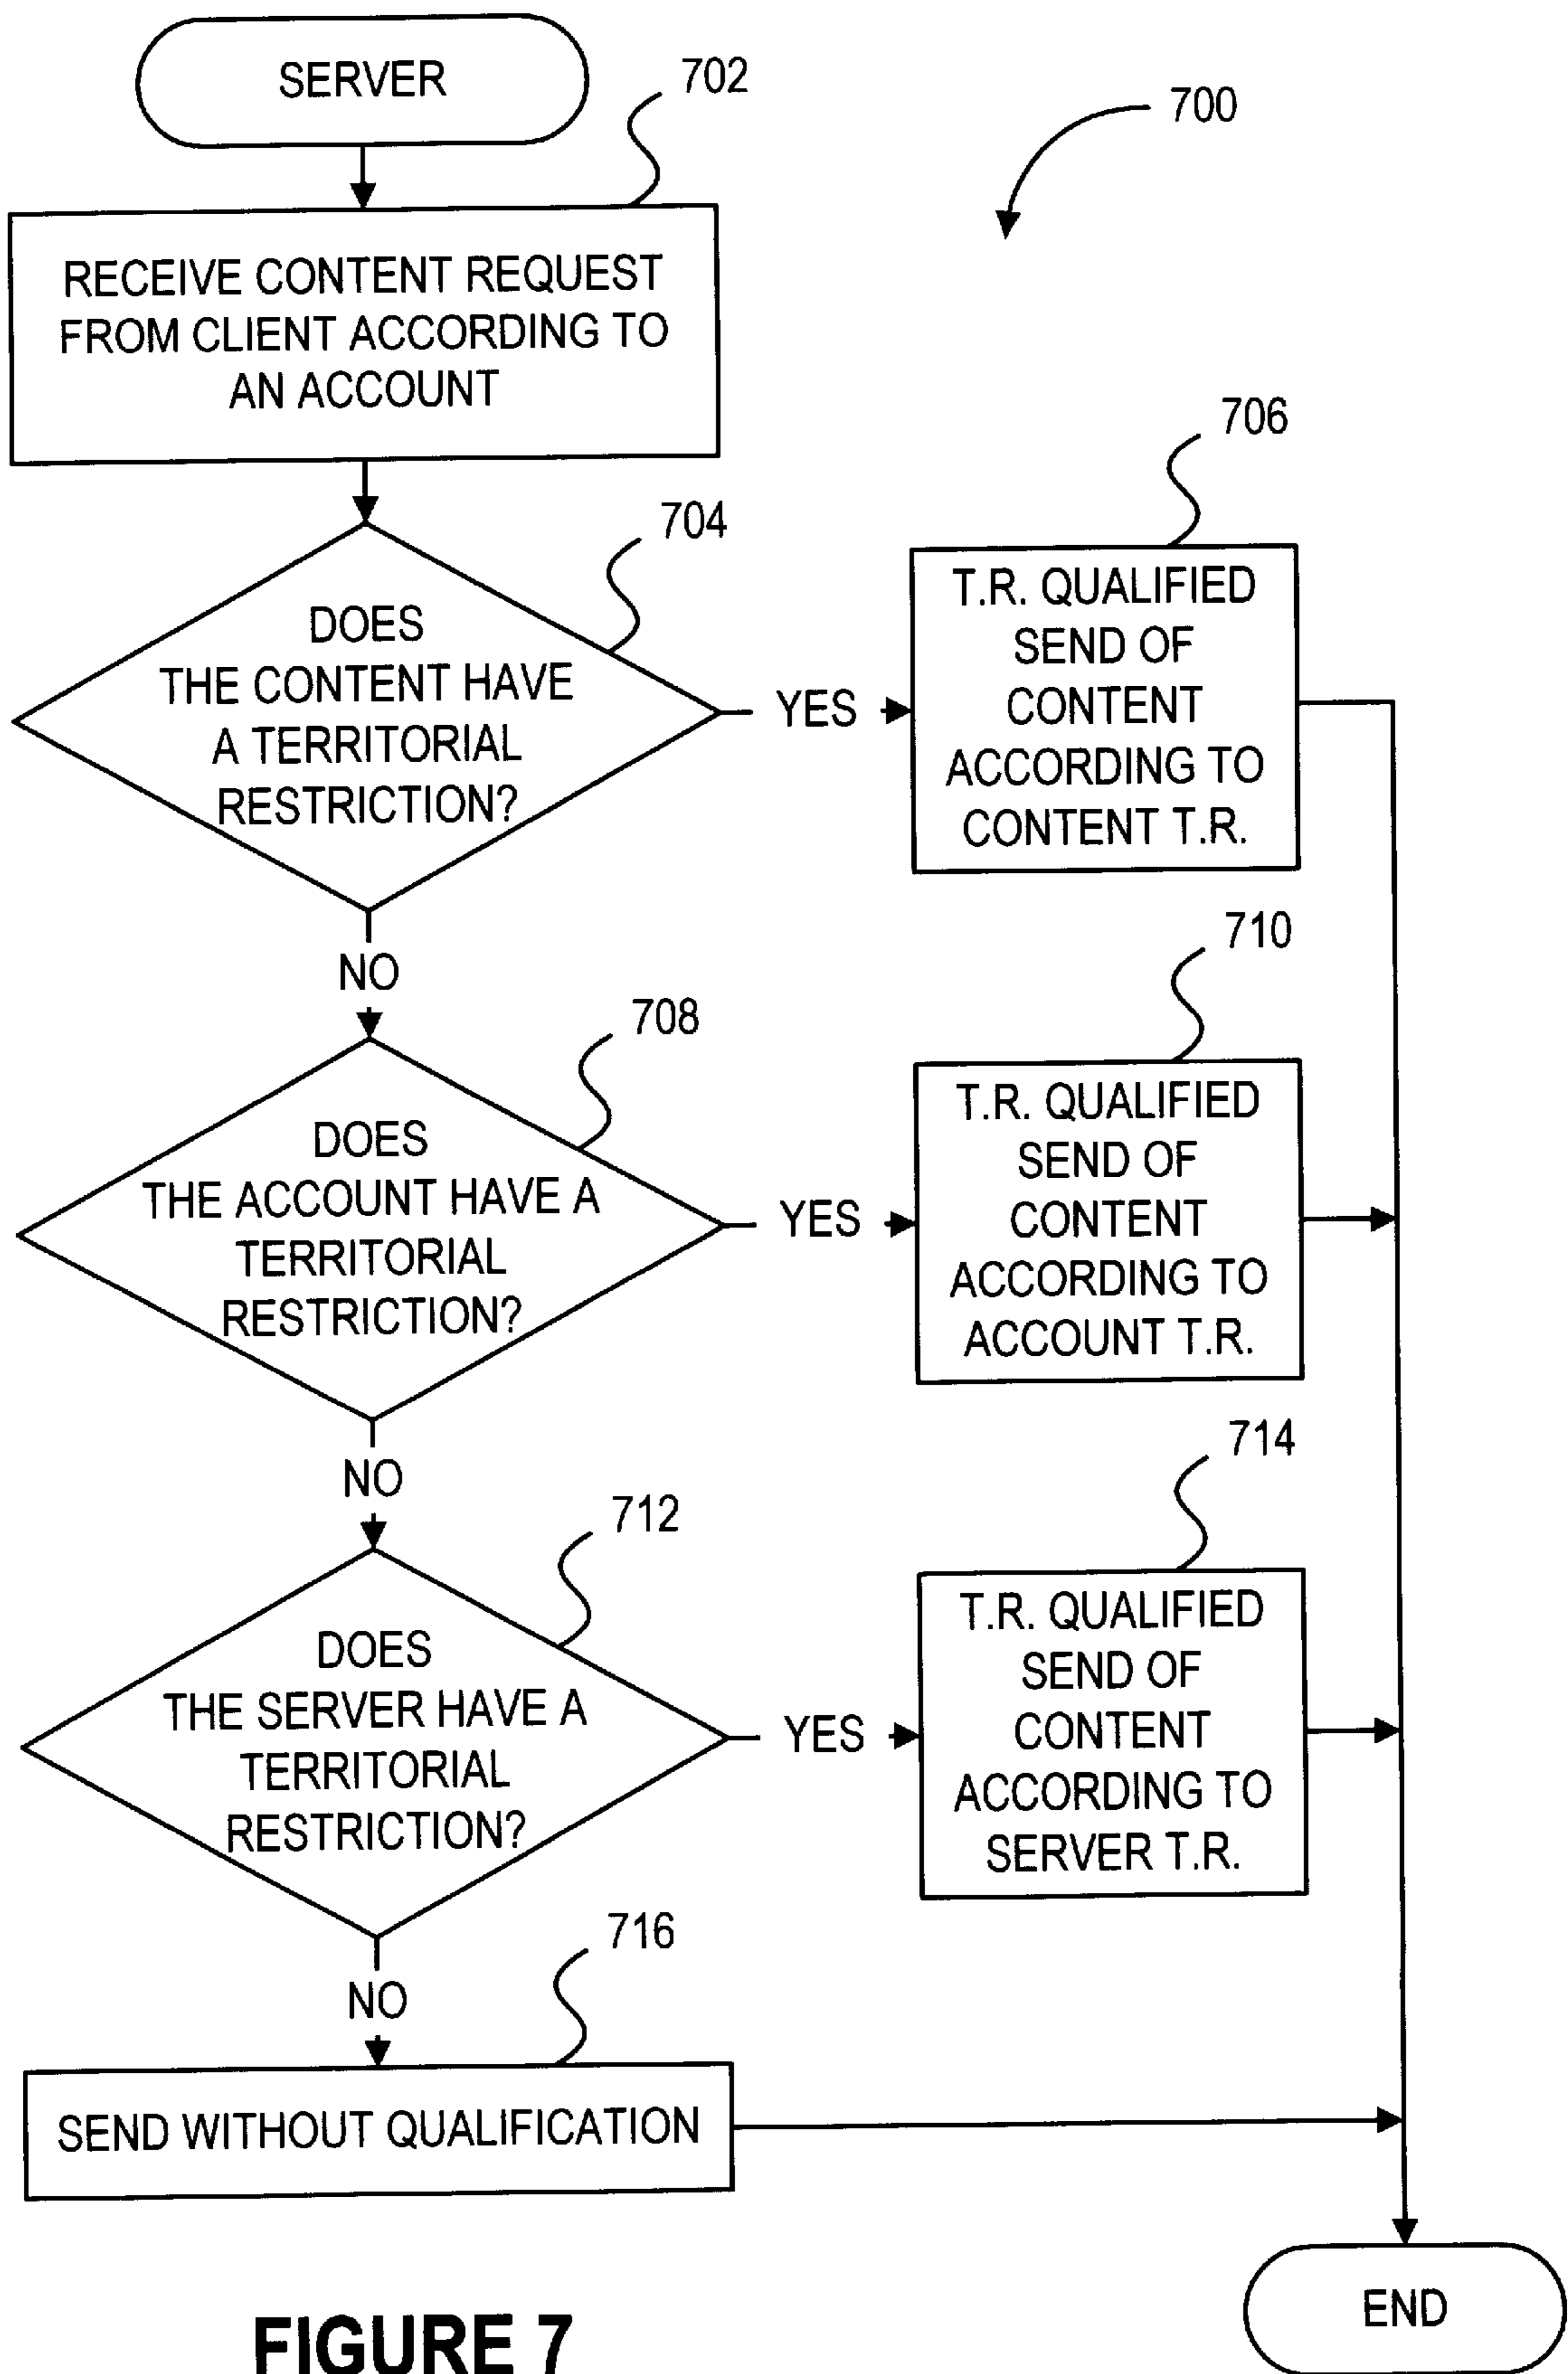 SERVER
702
700
RECEIVE CONTENT REQUEST
FROM CLIENT ACCORDING TO
AN ACCOUNT
704
706
DOES
THE CONTENT HAVE
A TERRITORIAL
RESTRICTION?
YES
T.R. QUALIFIED
SEND OF
CONTENT
ACCORDING TO
CONTENT T.R.
NO
708
710
DOES
THE ACCOUNT HAVE A
TERRITORIAL
RESTRICTION?
YES
T.R. QUALIFIED
SEND OF
CONTENT
ACCORDING TO
ACCOUNT T.R.
NO
712
714
DOES
THE SERVER HAVE A
TERRITORIAL
RESTRICTION?
YES
T.R. QUALIFIED
SEND OF
CONTENT
ACCORDING TO
SERVER T.R.
NO
716
SEND WITHOUT QUALIFICATION
END
FIGURE 7